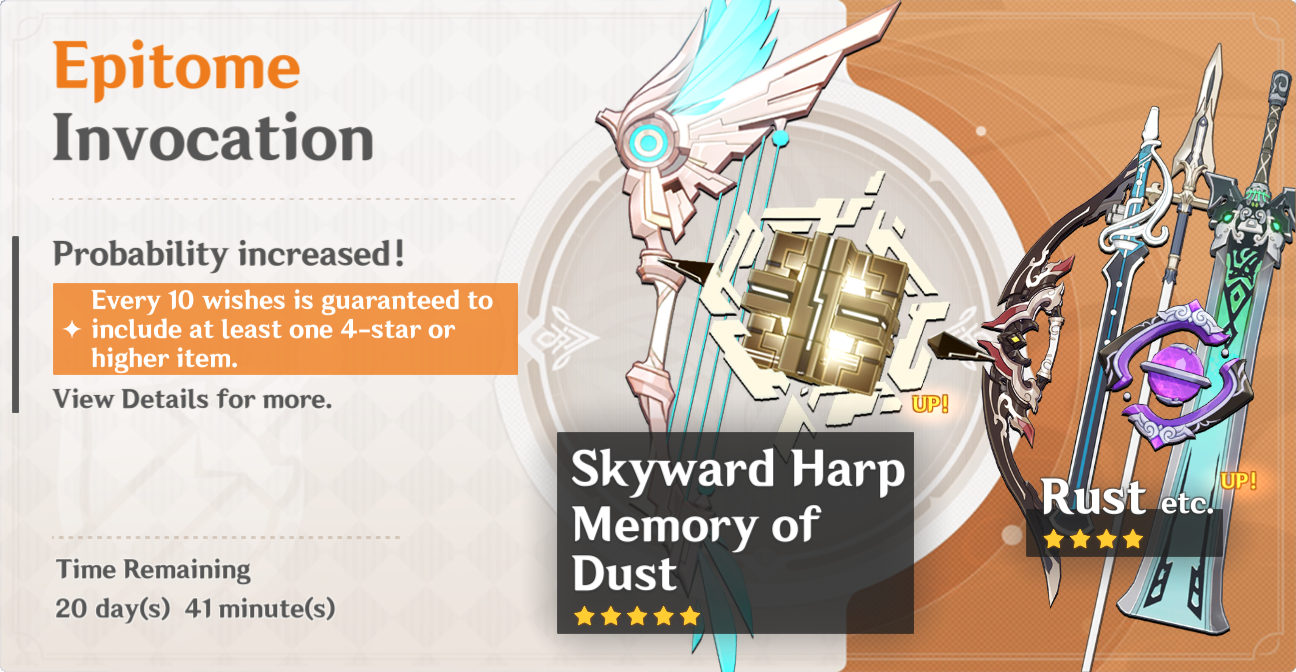 Epitome
Invocation
Probability increased!
Every 10 wishes is guaranteed to
include at least one 4-star or
higher item.
View Details for more.
Time Remaining
20 day(s) 41 minute(s)
UP!
Skyward Harp
Memory of
Dust
UP!
Rust etc.